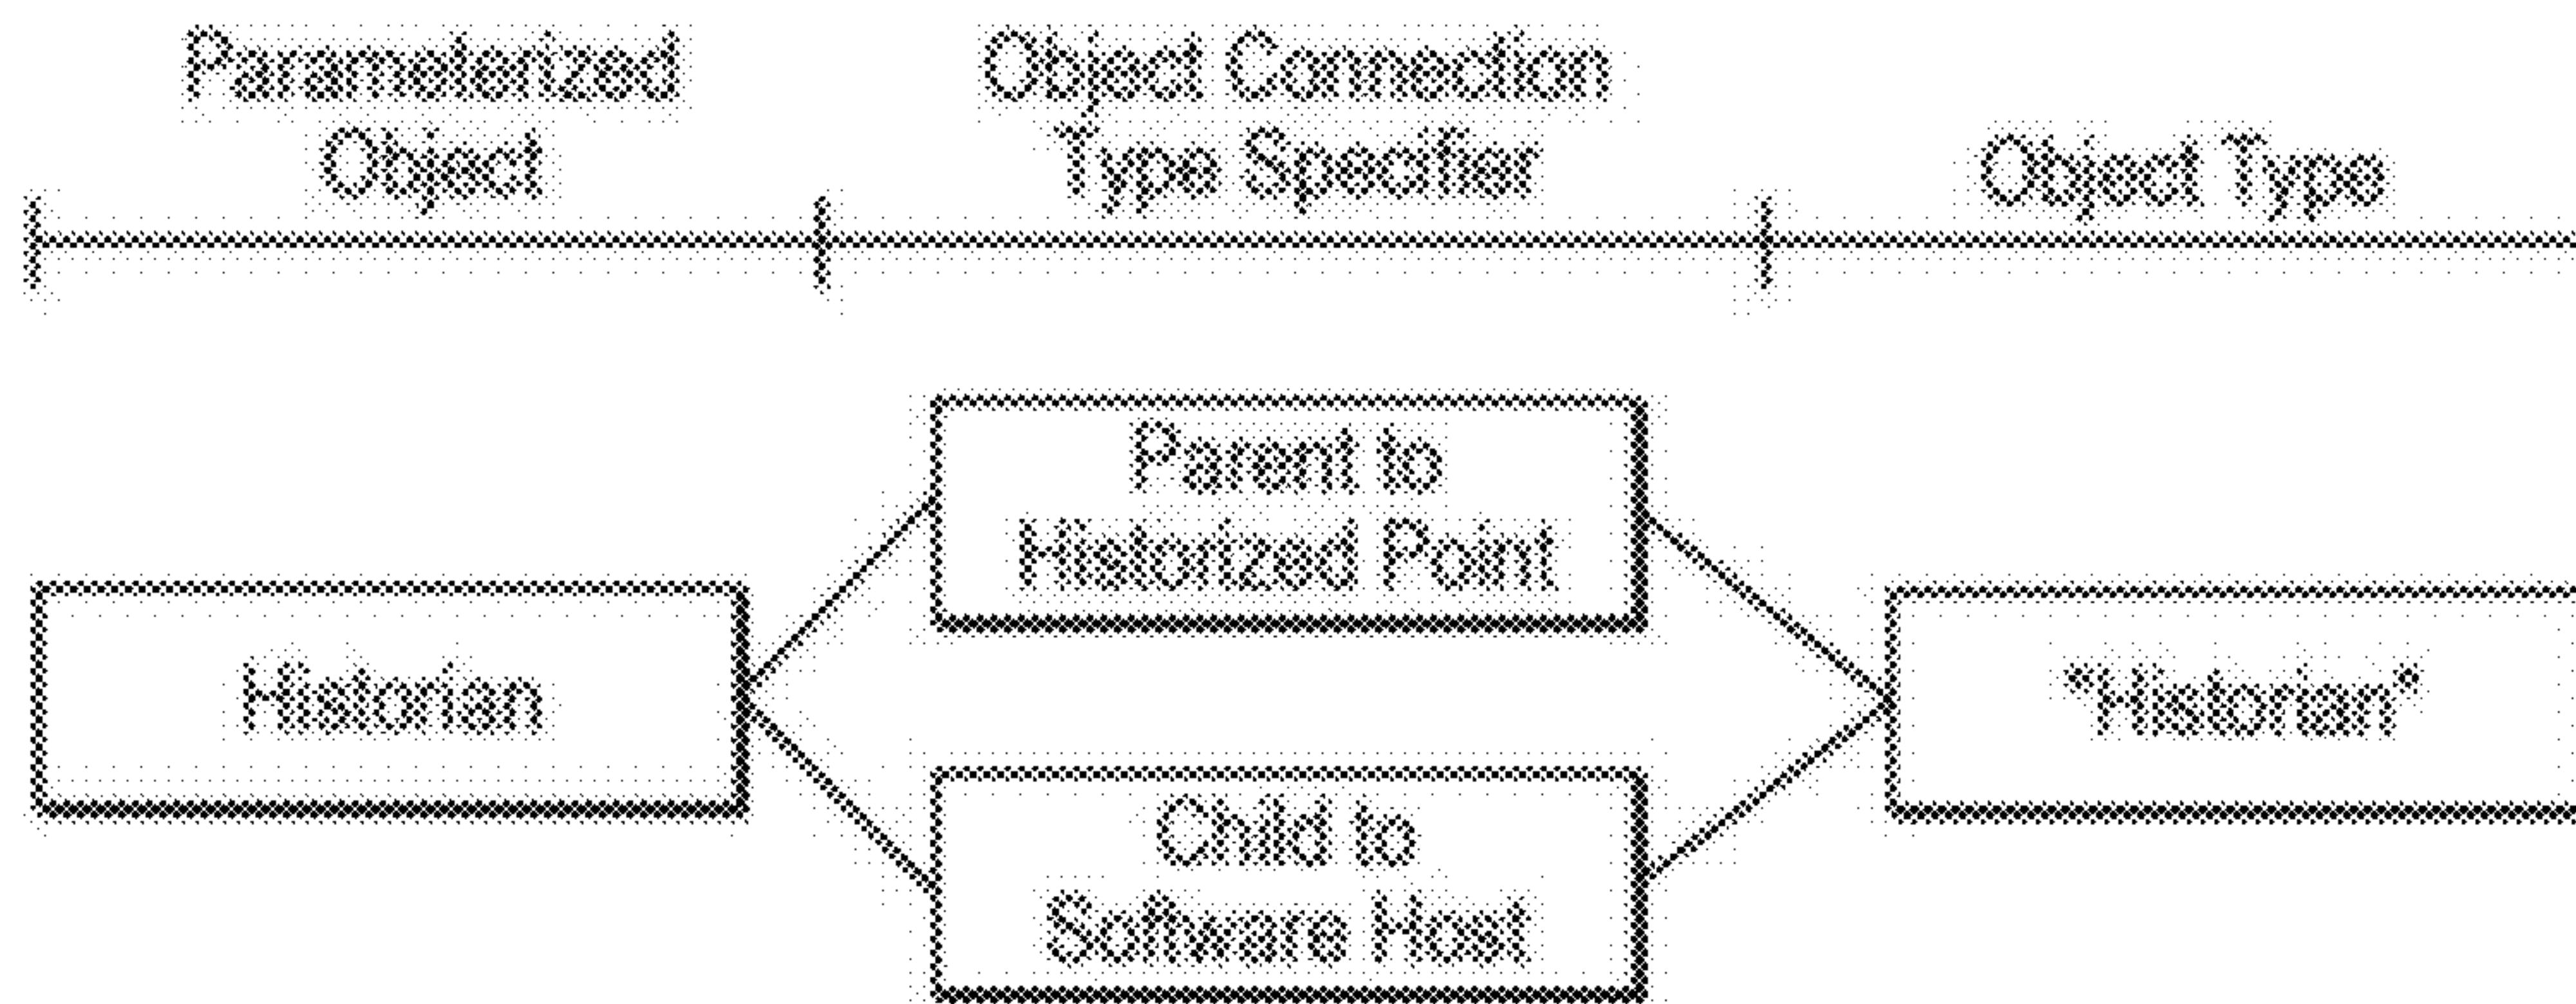 Parameterized
Object
Object Connection
Type Specifier
Object Type
Parent to
Historized Point
Historian
"Historian"
Child to
Software Host